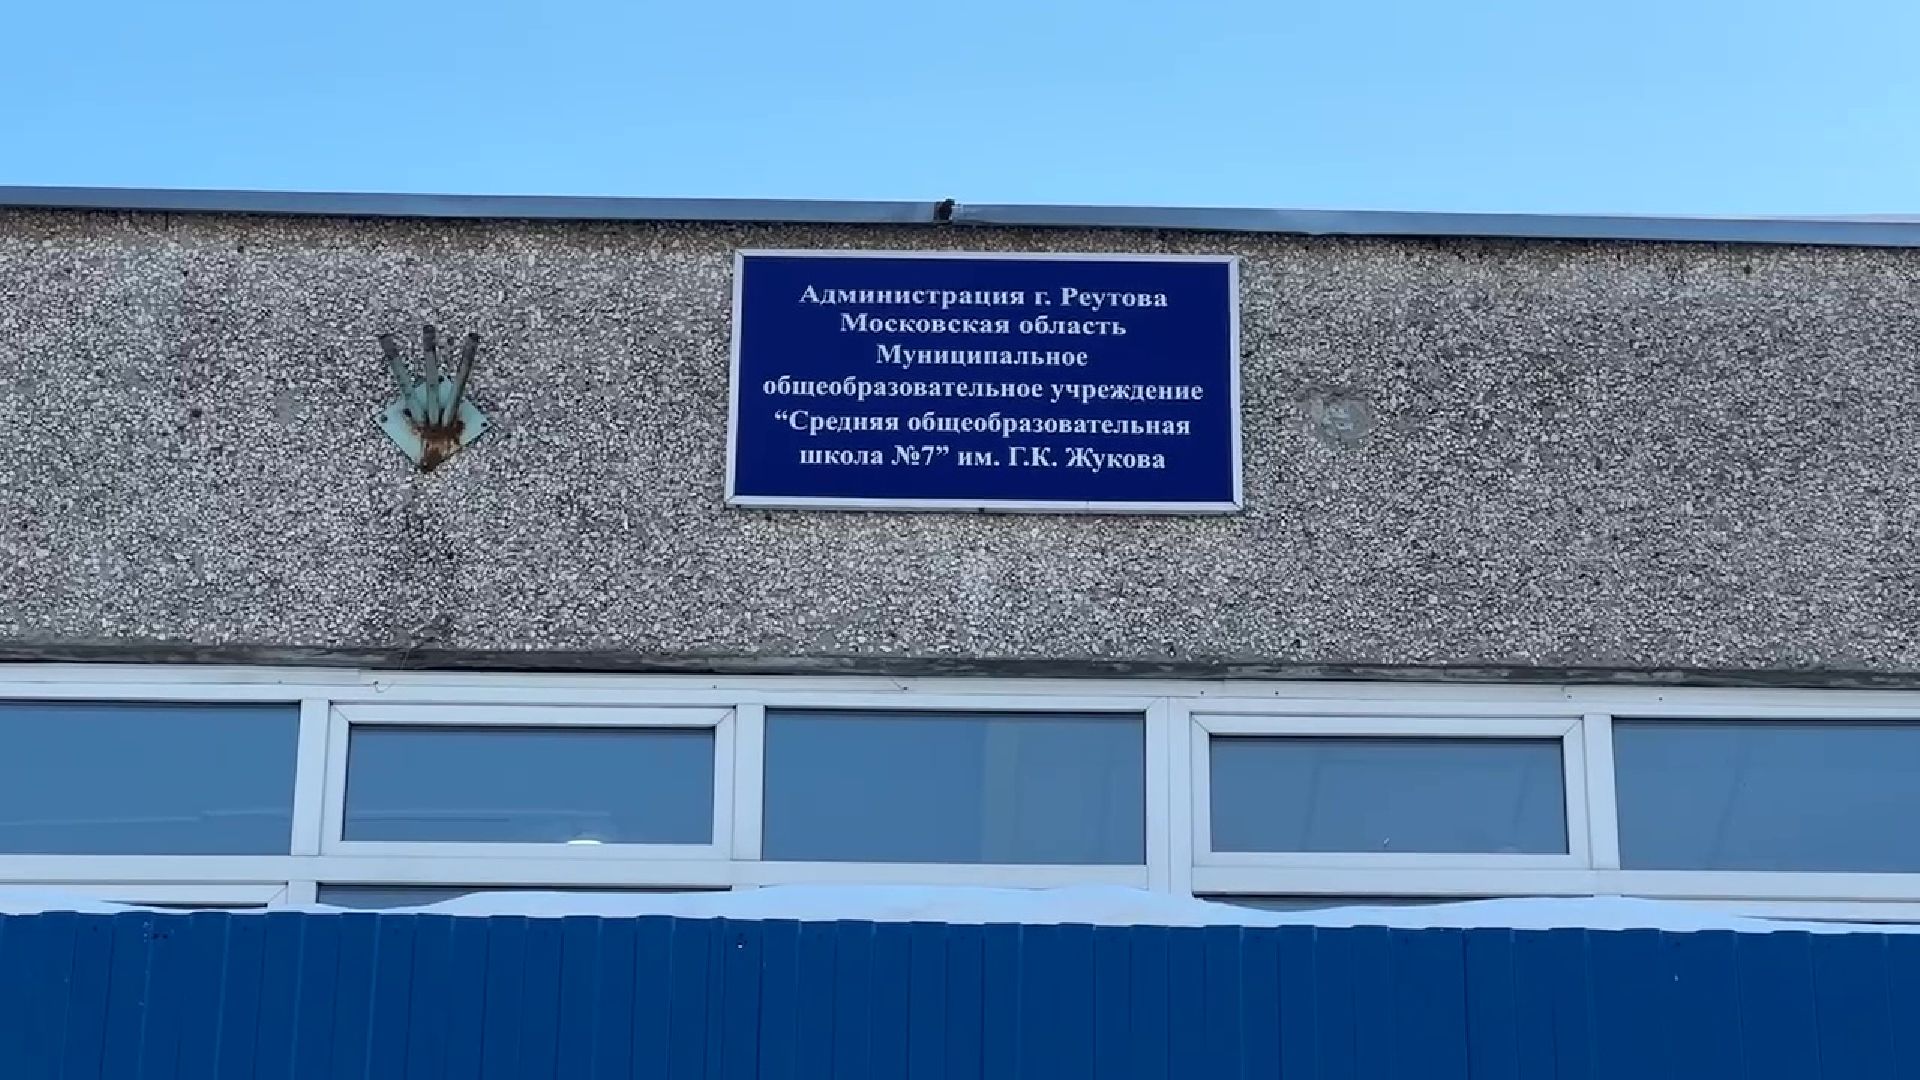 Администрация г. Реутова
Московская область
Муниципальное
общеобразовательное учреждение
“Средняя общеобразовательная
школа №7” им. Г.К. Жукова